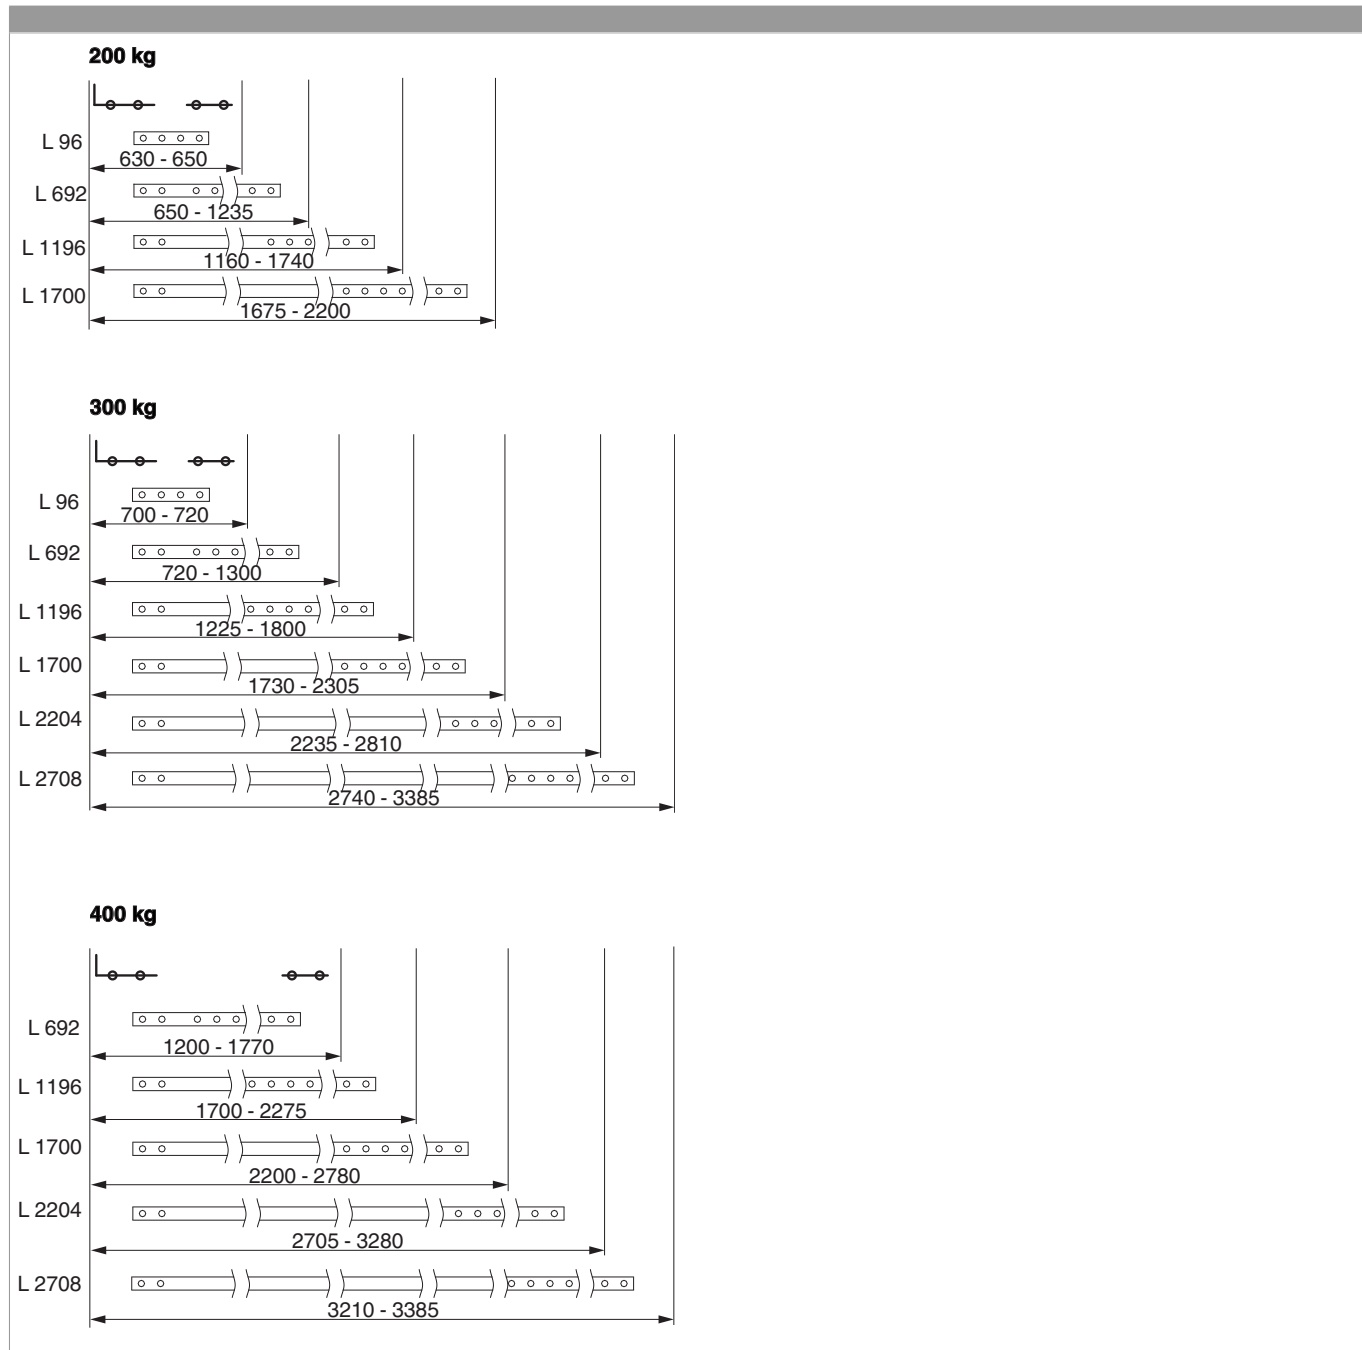 200 kg
L 96
630 - 650
L 692
650 - 1235
L 1196
1160 - 1740
L 1700
1675 - 2200
300 kg
L 96
700 - 720
L 692
720 - 1300
L 1196
1225 - 1800
L 1700
1730 - 2305
L 2204
2235 - 2810
L 2708
2740 - 3385
400 kg
L 692
1200 - 1770
L 1196
1700 - 2275
L 1700
2200 - 2780
L 2204
2705 - 3280
L 2708
3210 - 3385